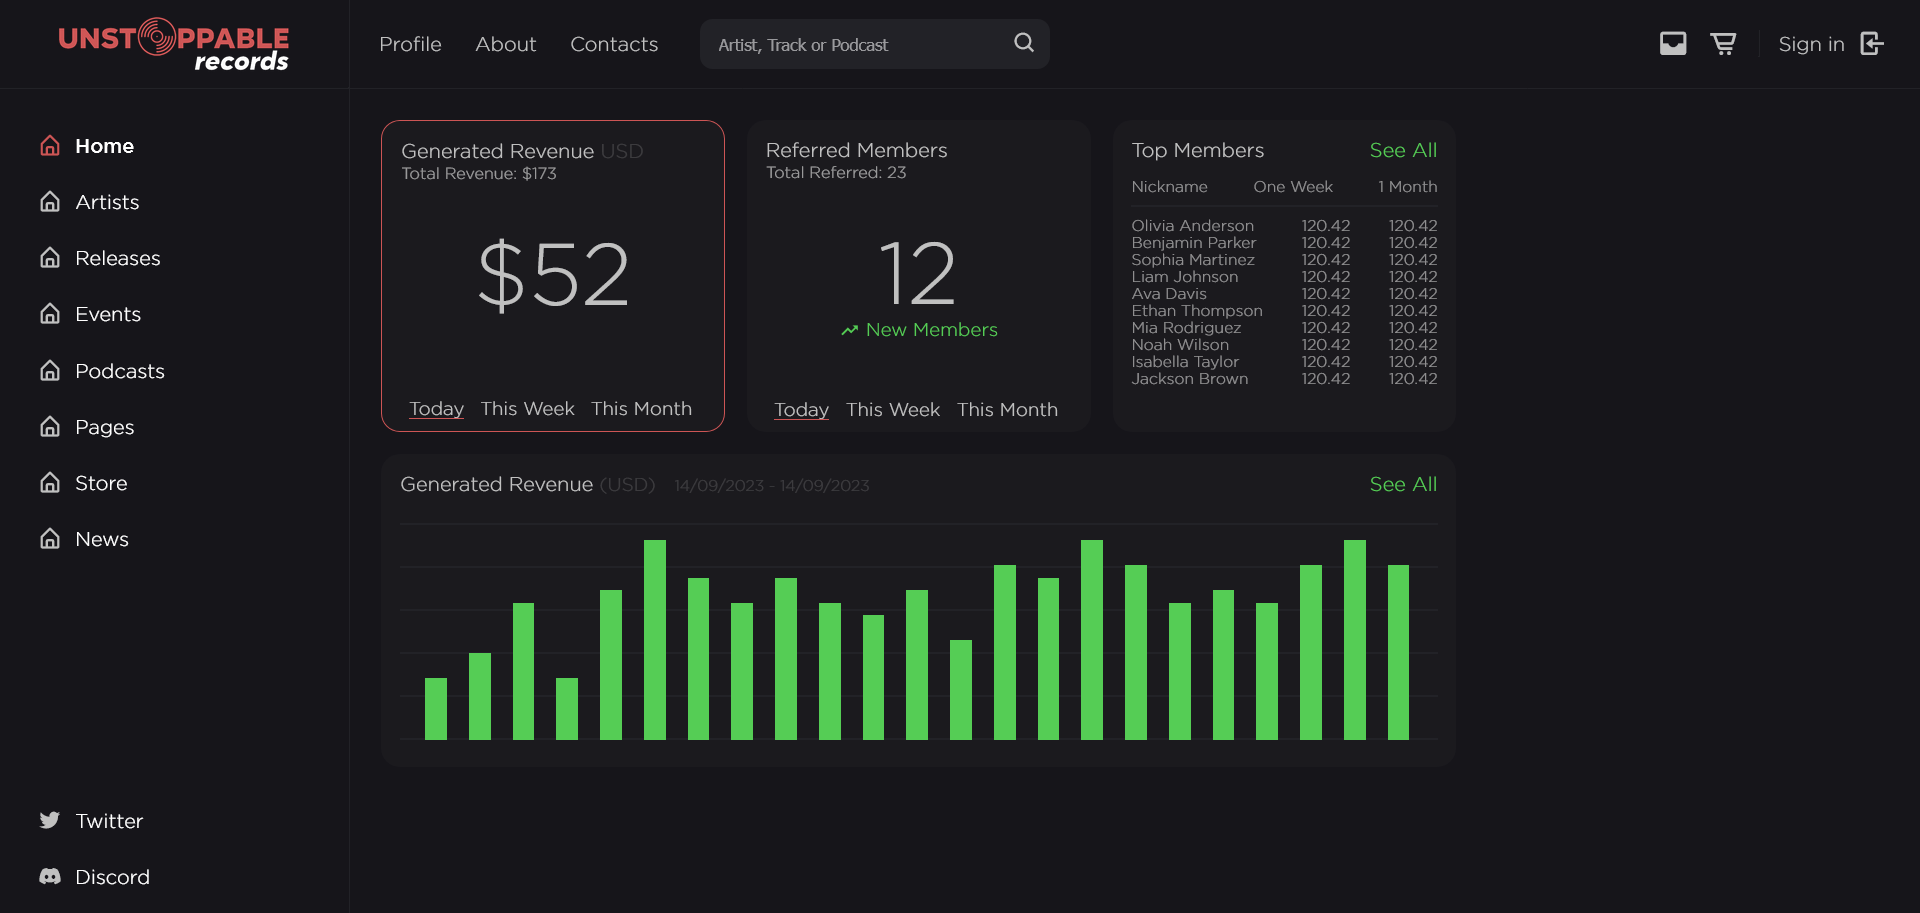 UNSTOPPABLE
records
Profile About Contacts Artist, Track or Podcast Sign in
Home
Artists
Releases
Events
Podcasts
Pages
Store
News
Twitter
Discord
Generated Revenue USD
Total Revenue: $173
$52
Today This Week This Month
Referred Members
Total Referred: 23
12
New Members
Today This Week This Month
Top Members See All
Nickname One Week 1 Month
Olivia Anderson 120.42 120.42
Benjamin Parker 120.42 120.42
Sophia Martinez 120.42 120.42
Liam Johnson 120.42 120.42
Ava Davis 120.42 120.42
Ethan Thompson 120.42 120.42
Mia Rodriguez 120.42 120.42
Noah Wilson 120.42 120.42
Isabella Taylor 120.42 120.42
Jackson Brown 120.42 120.42
Generated Revenue (USD) 14/09/2023 - 14/09/2023 See All